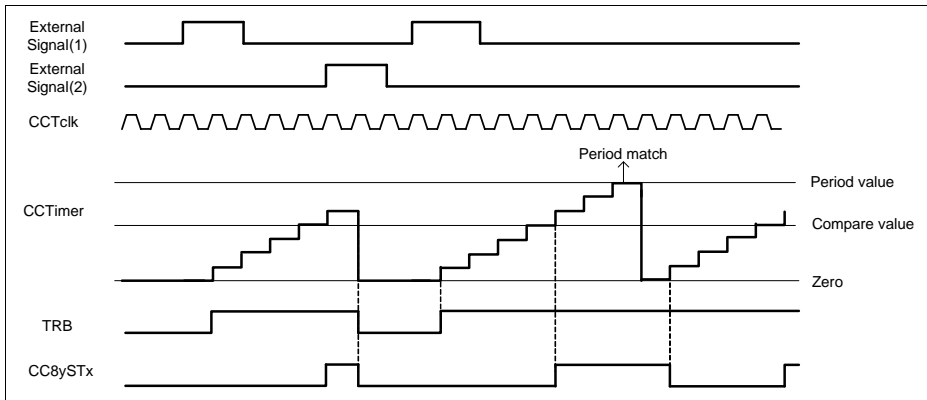 External
Signal(1)
External
Signal(2)
CCTclk
Period match
Period value
CCTimer
Compare value
Zero
TRB
CC8ySTx